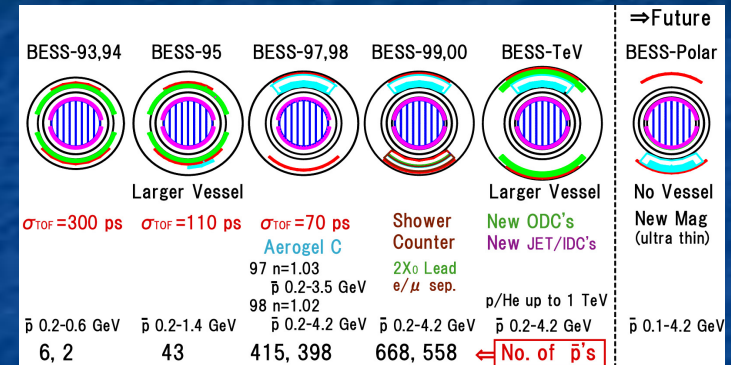 ⇒Future
BESS-93,94 BESS-95 BESS-97,98 BESS-99,00 BESS-TeV BESS-Polar
Larger Vessel Larger Vessel No Vessel
σTOF=300 ps σTOF=110 ps σTOF=70 ps Shower New ODC's New Mag
Aerogel C Counter New JET/IDC's (ultra thin)
97 n=1.03 2X₀ Lead
p̄ 0.2-3.5 GeV e/μ sep.
98 n=1.02 p/He up to 1 TeV
p̄ 0.2-0.6 GeV p̄ 0.2-1.4 GeV p̄ 0.2-4.2 GeV p̄ 0.2-4.2 GeV p̄ 0.2-4.2 GeV p̄ 0.1-4.2 GeV
6, 2 43 415, 398 668, 558 ⇐ No. of p̄'s